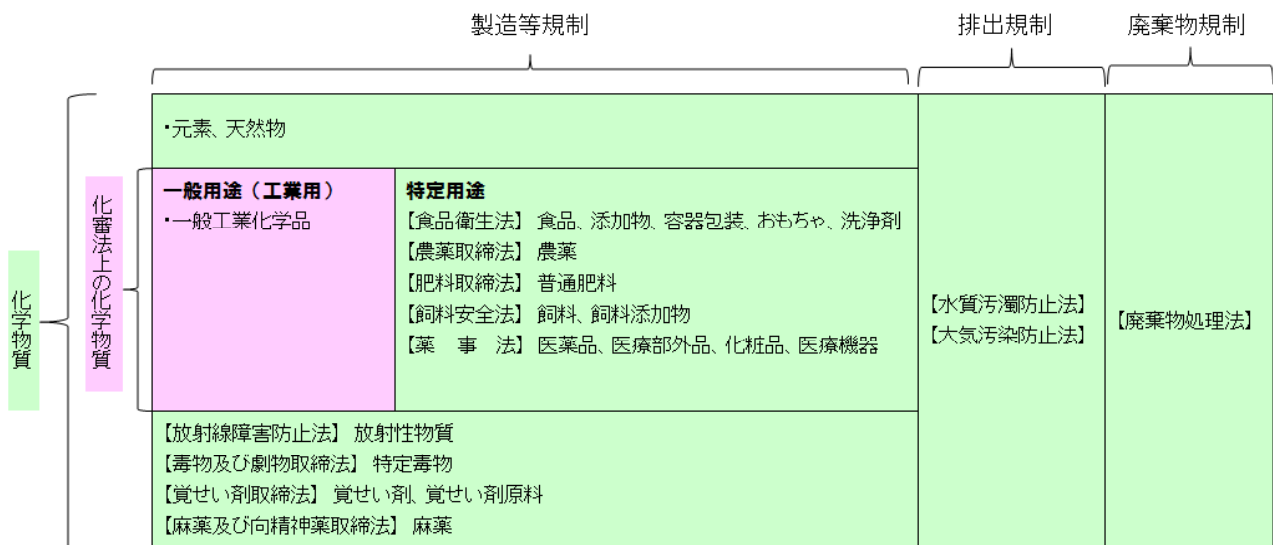 製造等規制
排出規制
廃棄物規制
化学物質
化審法上の化学物質
・元素、天然物
一般用途（工業用）
・一般工業化学品
特定用途
【食品衛生法】 食品、添加物、容器包装、おもちゃ、洗浄剤
【農薬取締法】 農薬
【肥料取締法】 普通肥料
【飼料安全法】 飼料、飼料添加物
【薬　事　法】 医薬品、医療部外品、化粧品、医療機器
【放射線障害防止法】 放射性物質
【毒物及び劇物取締法】 特定毒物
【覚せい剤取締法】 覚せい剤、覚せい剤原料
【麻薬及び向精神薬取締法】 麻薬
【水質汚濁防止法】
【大気汚染防止法】
【廃棄物処理法】